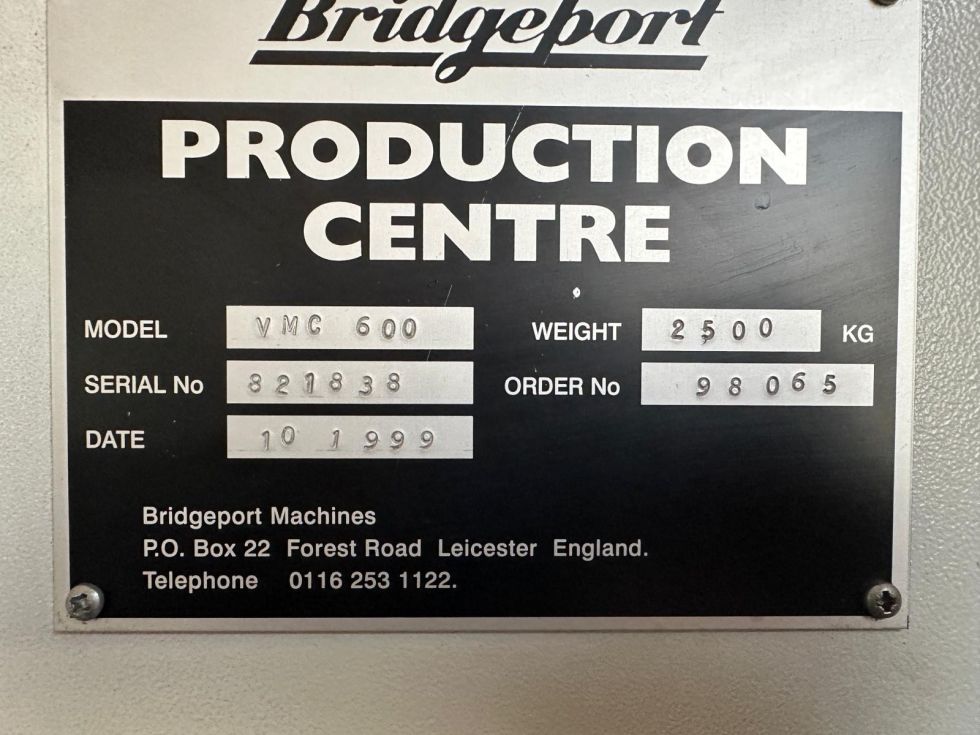 Bridgeport
PRODUCTION
CENTRE
MODEL VMC 600 WEIGHT 2500 KG
SERIAL No 821838 ORDER No 98065
DATE 10 1999
Bridgeport Machines
P.O. Box 22 Forest Road Leicester England.
Telephone 0116 253 1122.